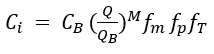 C_i = C_B (Q/Q_B)^M f_m f_p f_T